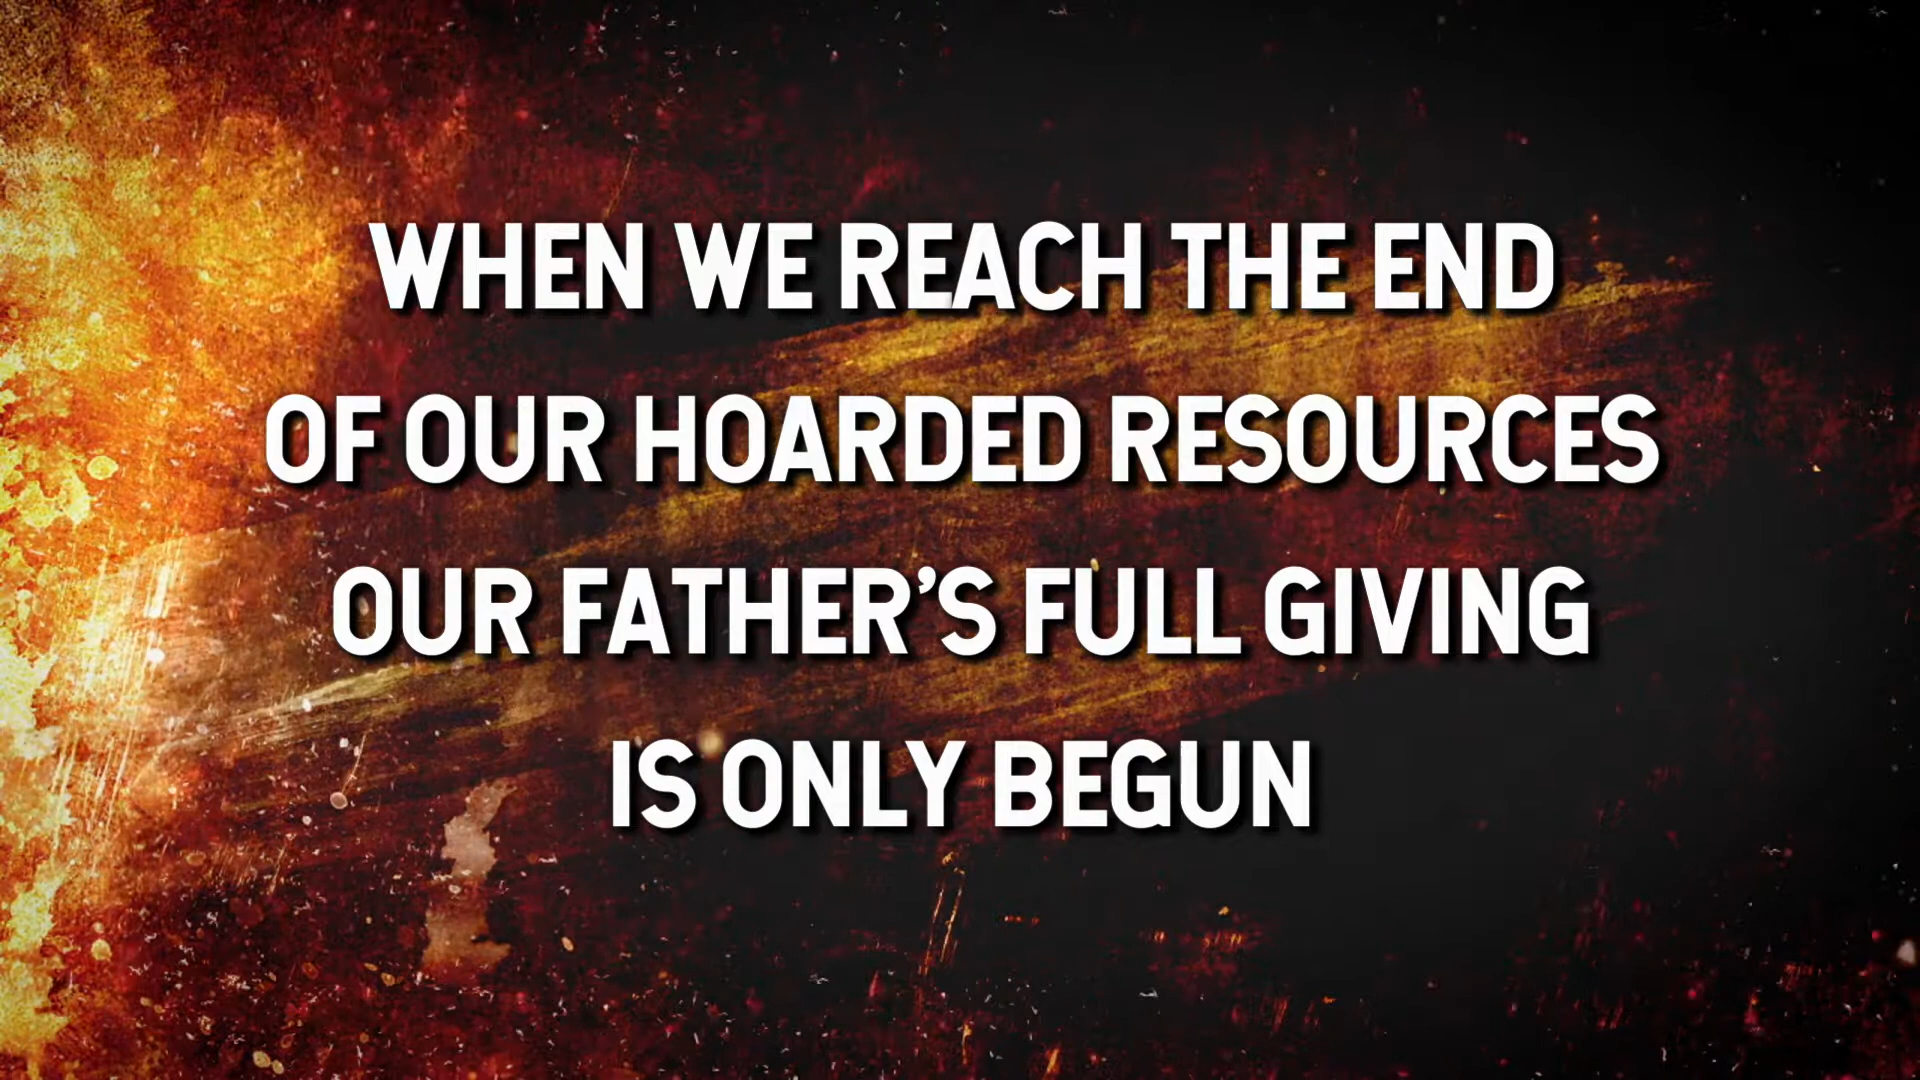 WHEN WE REACH THE END
OF OUR HOARDED RESOURCES
OUR FATHER’S FULL GIVING
IS ONLY BEGUN